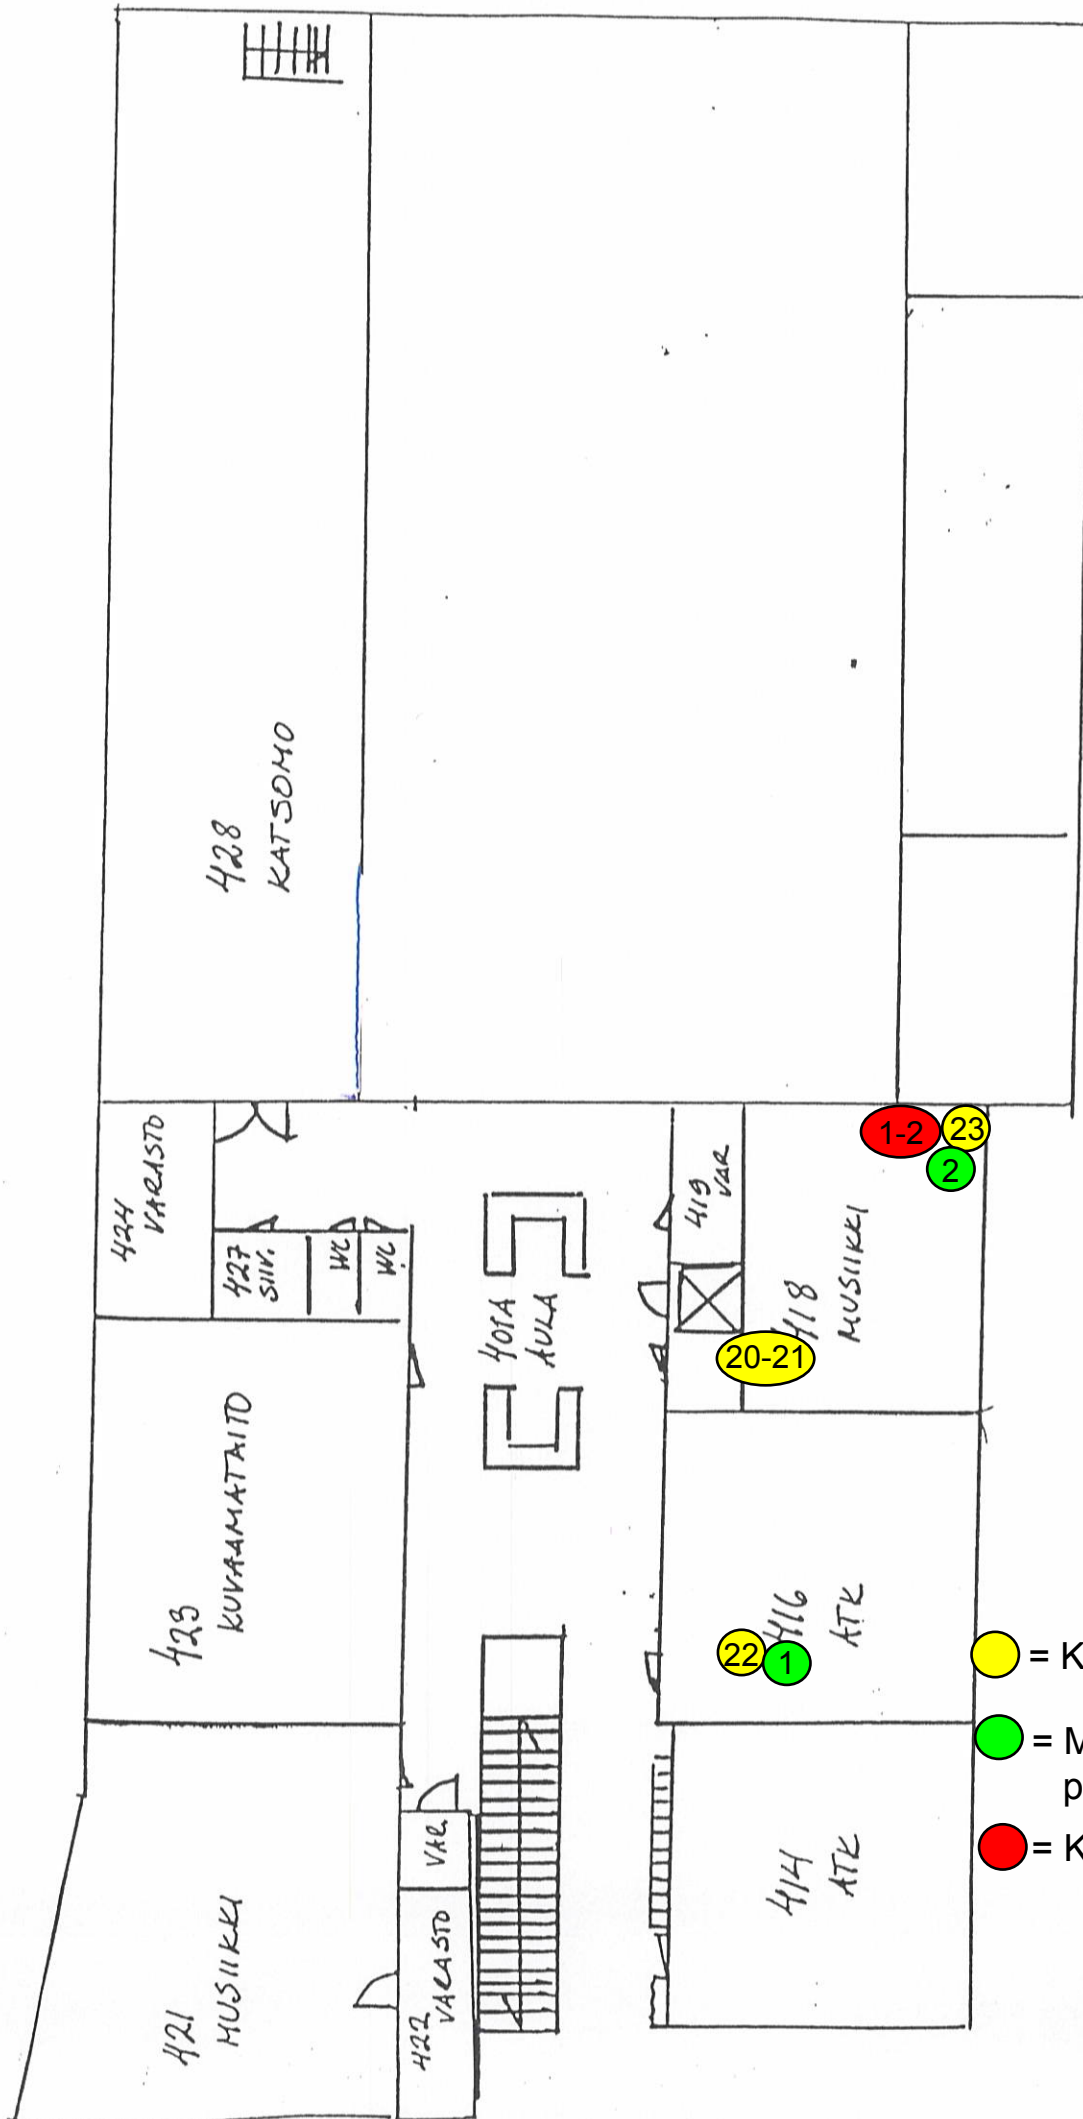 428
KATSOMO
424
VARASTO
427
SIIV.
WC
WC
419
VAR
1-2
23
2
401A
AULA
418
MUSIIKKI
20-21
423
KUVAAMATAITO
416
ATK
22
1
= K
= M
p
= K
VAR.
414
ATK
421
MUSIIKKI
422
VARASTO